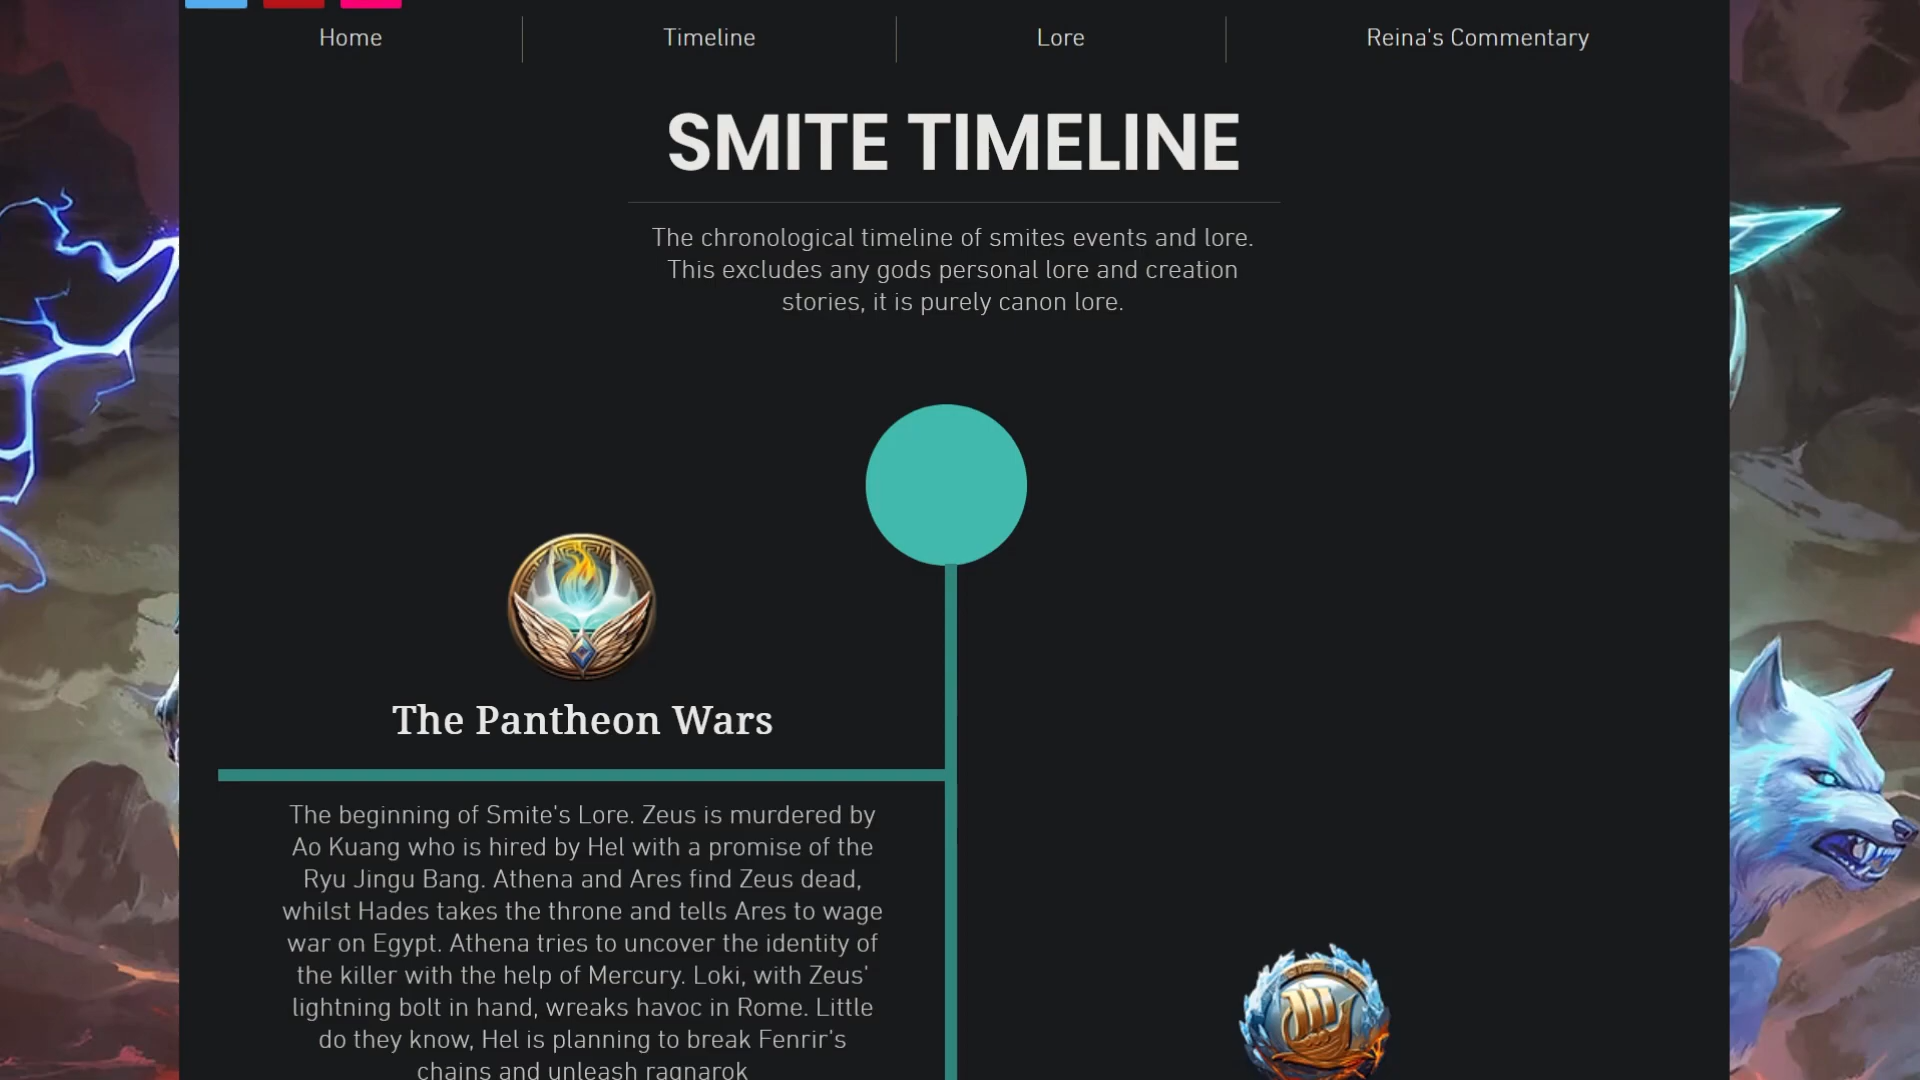 Home
Timeline
Lore
Reina's Commentary
SMITE TIMELINE
The chronological timeline of smites events and lore.
This excludes any gods personal lore and creation
stories, it is purely canon lore.
The Pantheon Wars
The beginning of Smite's Lore. Zeus is murdered by
Ao Kuang who is hired by Hel with a promise of the
Ryu Jingu Bang. Athena and Ares find Zeus dead,
whilst Hades takes the throne and tells Ares to wage
war on Egypt. Athena tries to uncover the identity of
the killer with the help of Mercury. Loki, with Zeus'
lightning bolt in hand, wreaks havoc in Rome. Little
do they know, Hel is planning to break Fenrir's
chains and unleash ragnarok